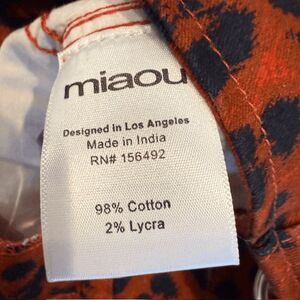 miaou
Designed in Los Angeles
Made in India
RN# 156492
98% Cotton
2% Lycra